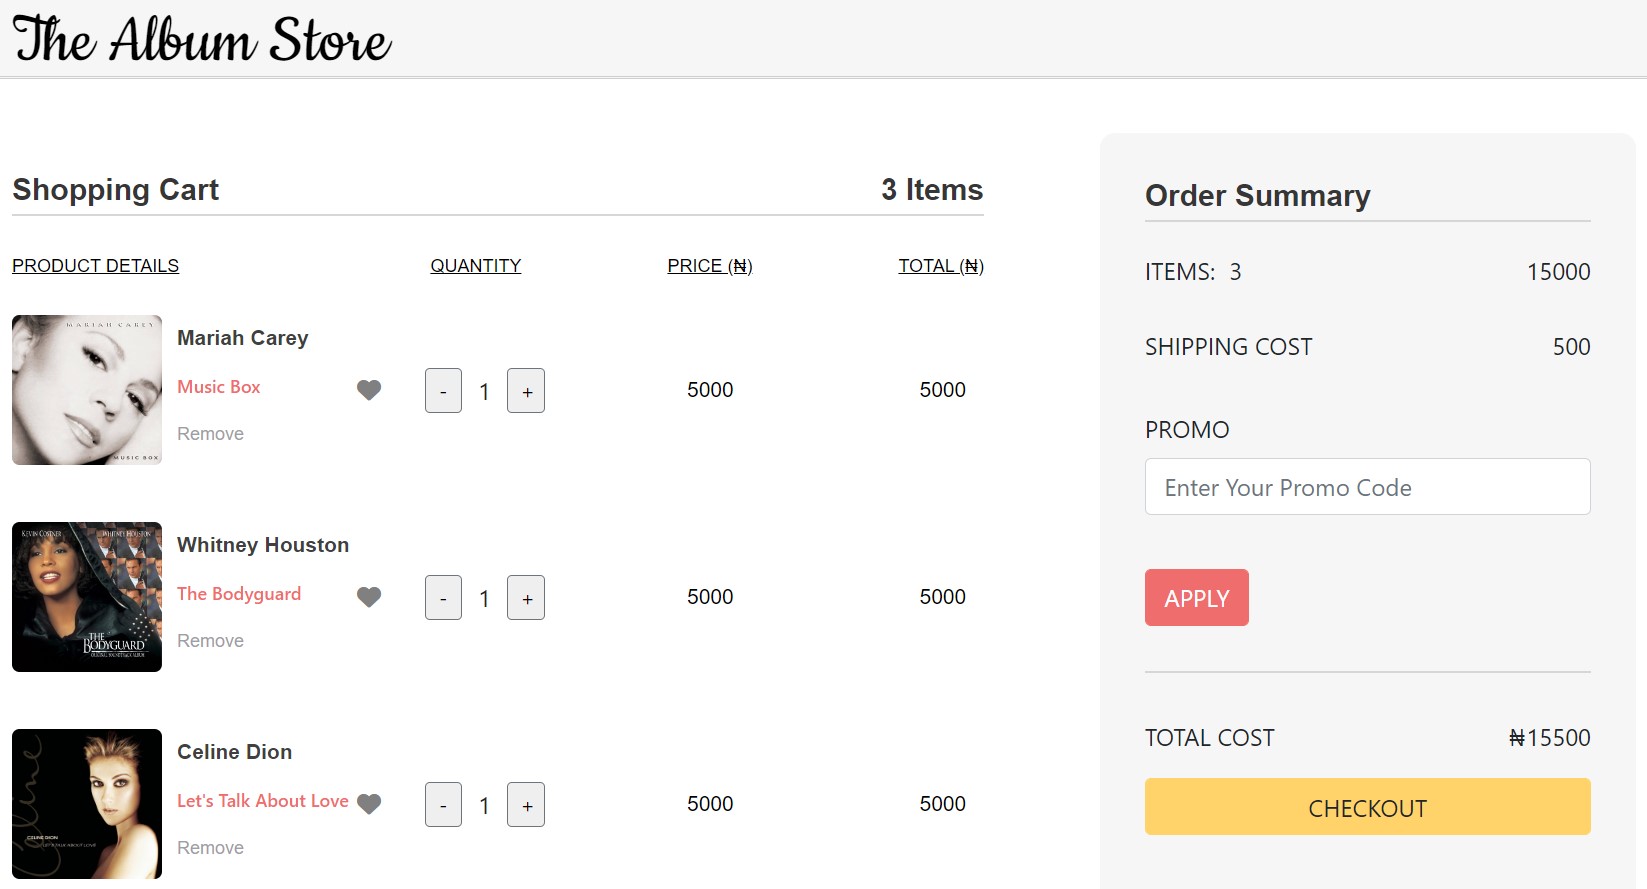 The Album Store
Shopping Cart 3 Items
PRODUCT DETAILS QUANTITY PRICE (₦) TOTAL (₦)
MARIAH CAREY
MUSIC BOX
Mariah Carey
Music Box - 1 + 5000 5000
Remove
KEVIN COSTNER WHITNEY HOUSTON
THE
BODYGUARD
ORIGINAL SOUNDTRACK ALBUM
Whitney Houston
The Bodyguard - 1 + 5000 5000
Remove
Celine
CELINE DION
LET'S TALK ABOUT LOVE
Celine Dion
Let's Talk About Love - 1 + 5000 5000
Remove
Order Summary
ITEMS: 3 15000
SHIPPING COST 500
PROMO
Enter Your Promo Code
APPLY
TOTAL COST ₦15500
CHECKOUT